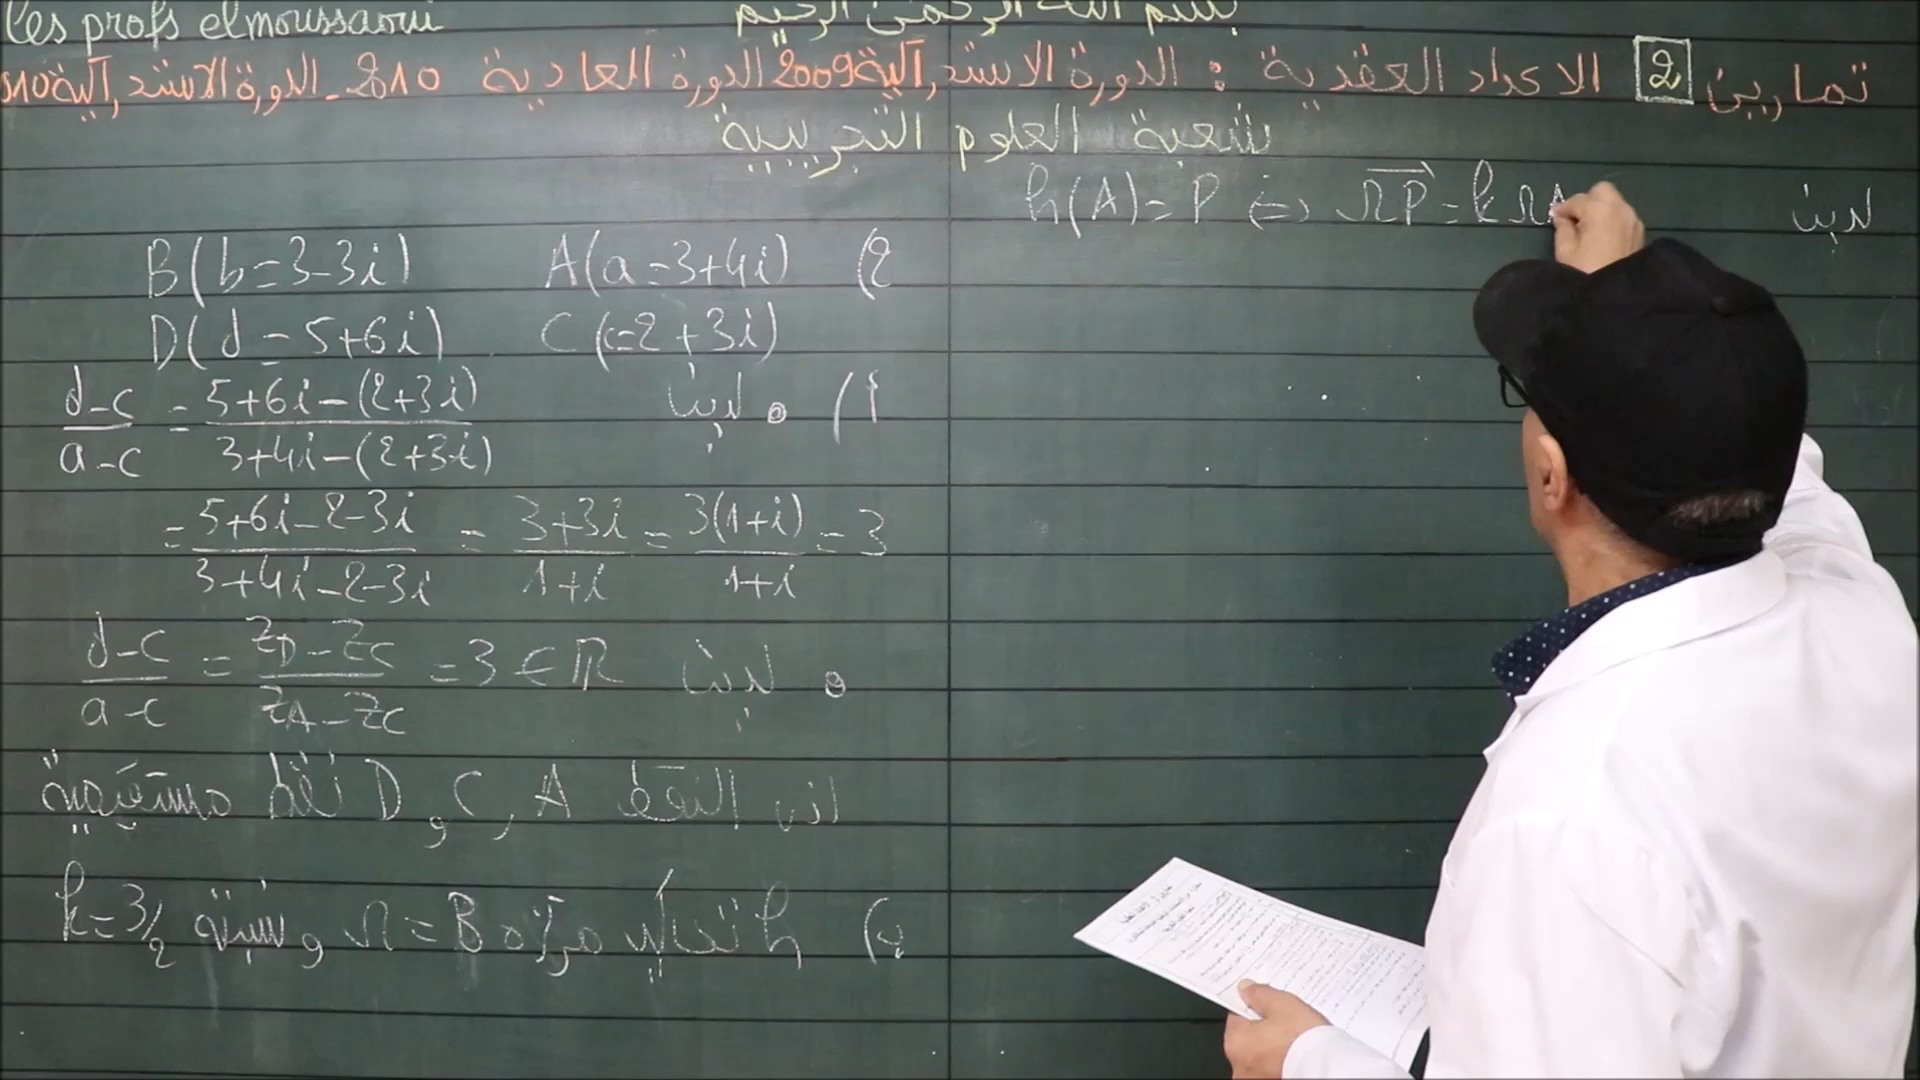 les profs elmoussaoui
بسم الله الرحمن الرحيم
تمارين 2 الاعداد العقدية : الدورة الاستدراكية 2009 الدورة العادية 2010 - الدورة الاستدراكية
شعبة العلوم التجريبية
2) A(a=3+4i) B(b=3-3i)
C(c=2+3i) D(d=5+6i)
أ) • لدينا (d-c)/(a-c) = (5+6i-(2+3i))/(3+4i-(2+3i))
= (5+6i-2-3i)/(3+4i-2-3i) = (3+3i)/(1+i) = 3(1+i)/(1+i) = 3
• لدينا (d-c)/(a-c) = (z_D-z_C)/(z_A-z_C) = 3 ∈ ℝ
اذن النقط A , C و D نقط مستقيمية
ب) h تحاكي مركزه Ω=B و نسبته k=3/2
لدينا h(A)=P ⇔ ΩP = kΩA